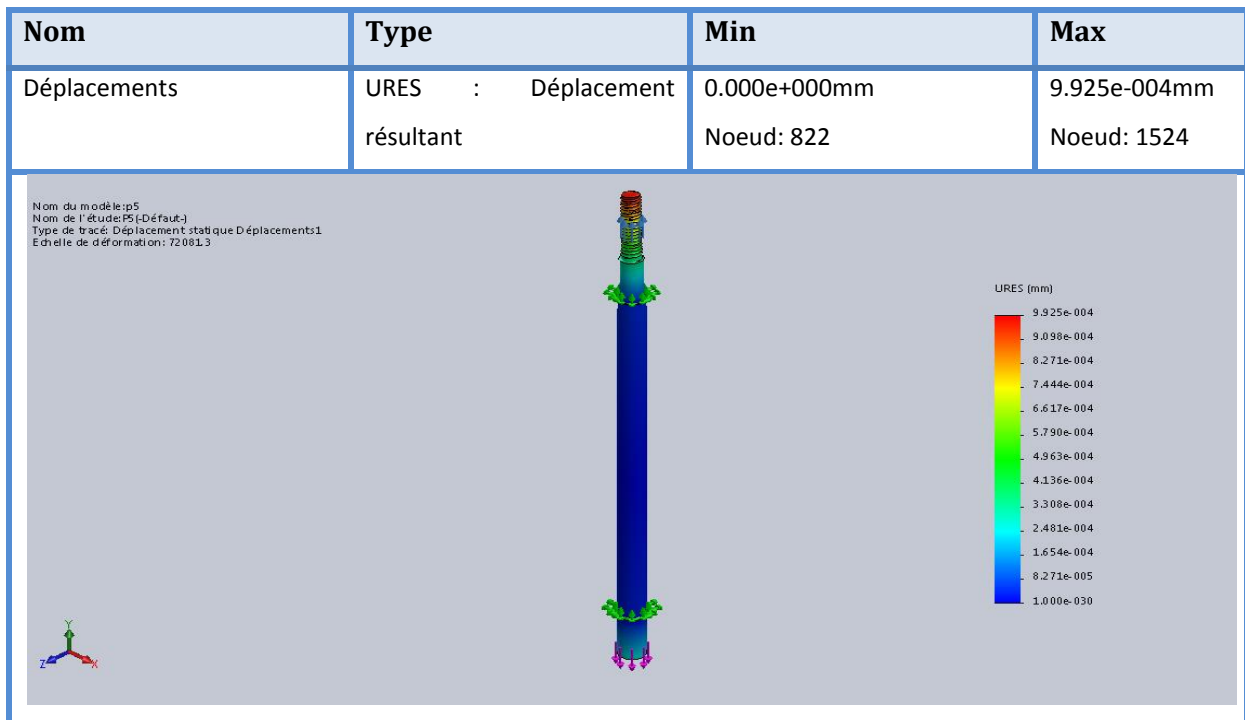 Nom Type Min Max
Déplacements URES : Déplacement 0.000e+000mm 9.925e-004mm
résultant Noeud: 822 Noeud: 1524
Nom du modèle:p5
Nom de l'étude:P5(-Défaut-)
Type de tracé: Déplacement statique Déplacements1
Echelle de déformation: 72081.3
URES (mm)
9.925e-004
9.098e-004
8.271e-004
7.444e-004
6.617e-004
5.790e-004
4.963e-004
4.136e-004
3.308e-004
2.481e-004
1.654e-004
8.271e-005
1.000e-030
Y
Z X